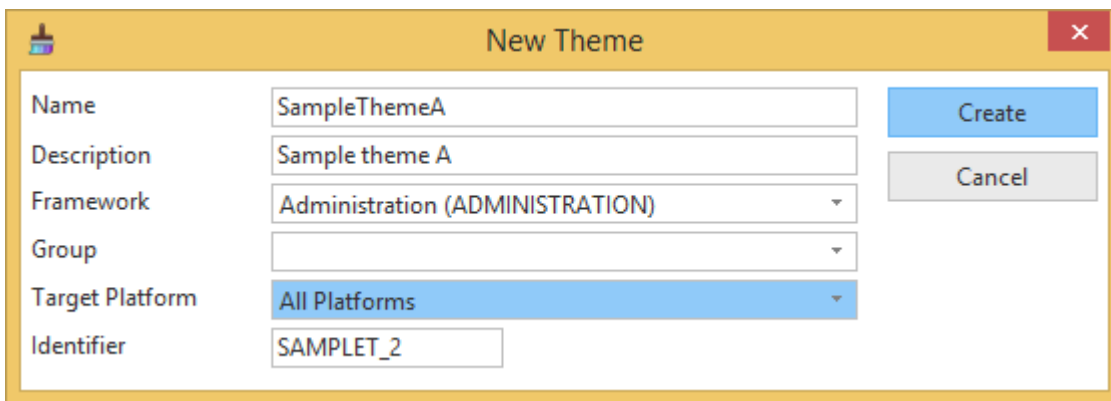 New Theme
Name SampleThemeA Create
Description Sample theme A
Cancel
Framework Administration (ADMINISTRATION)
Group
Target Platform All Platforms
Identifier SAMPLET_2